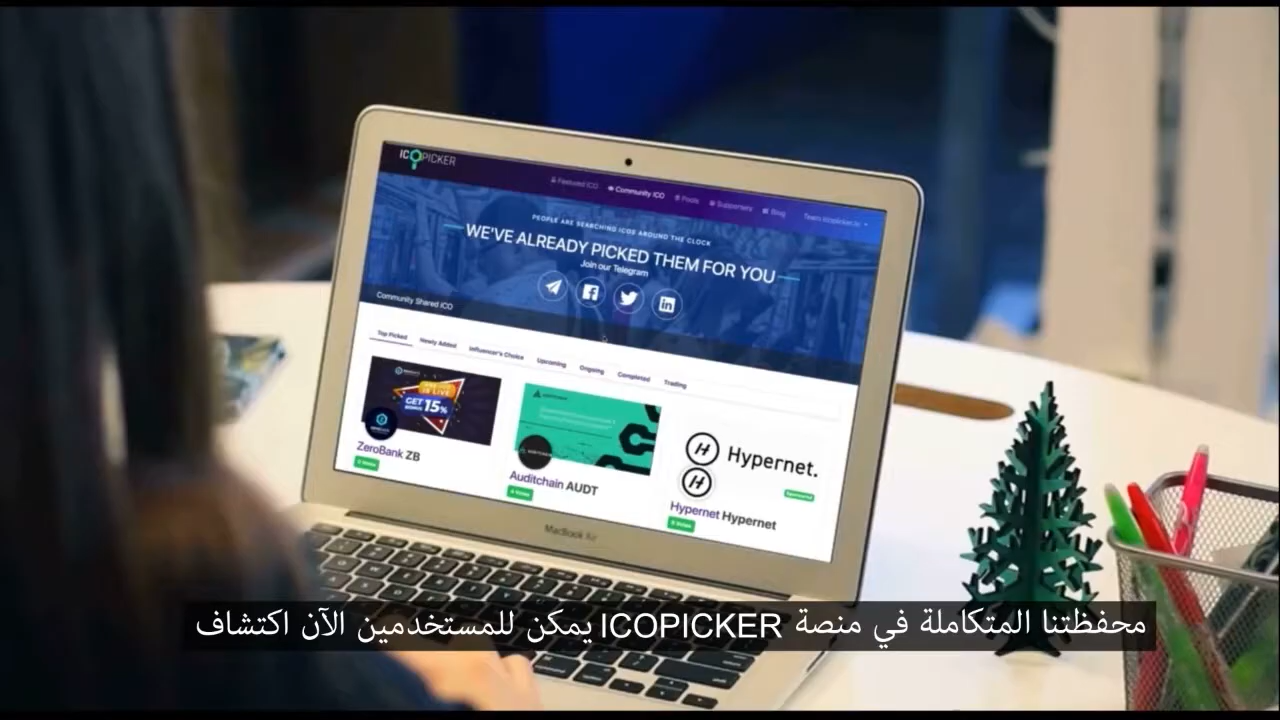 ICOPICKER
Featured ICO
Community ICO
Pools
Supporters
Blog
Team Icopicker.io
PEOPLE ARE SEARCHING ICOS AROUND THE CLOCK
WE'VE ALREADY PICKED THEM FOR YOU
Join our Telegram
Community Shared ICO
Top Picked
Newly Added
Influencer's Choice
Upcoming
Ongoing
Completed
Trading
GET 15%
ZeroBank ZB
Auditchain AUDT
Hypernet.
Sponsored
Hypernet Hypernet
MacBook Air
محفظتنا المتكاملة في منصة ICOPICKER يمكن للمستخدمين الآن اكتشاف